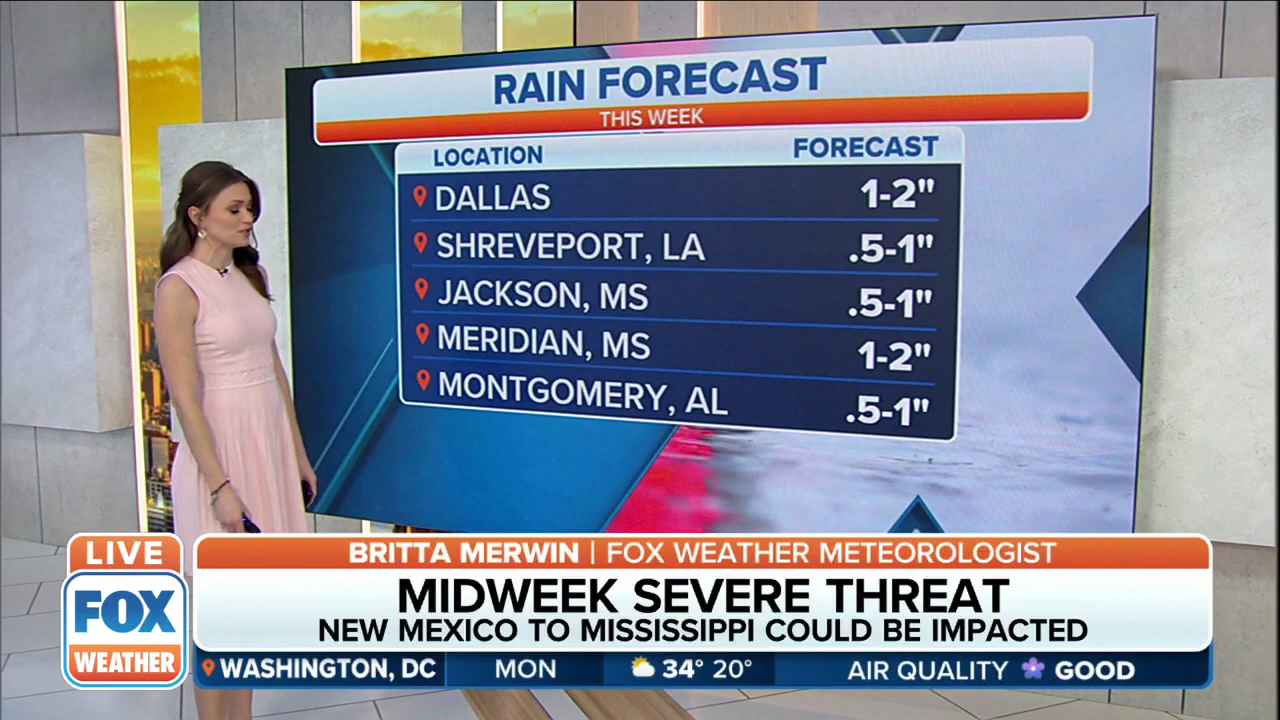 RAIN FORECAST
THIS WEEK
LOCATION FORECAST
DALLAS 1-2"
SHREVEPORT, LA .5-1"
JACKSON, MS .5-1"
MERIDIAN, MS 1-2"
MONTGOMERY, AL .5-1"
LIVE
FOX
WEATHER
BRITTA MERWIN | FOX WEATHER METEOROLOGIST
MIDWEEK SEVERE THREAT
NEW MEXICO TO MISSISSIPPI COULD BE IMPACTED
WASHINGTON, DC MON 34° 20° AIR QUALITY GOOD